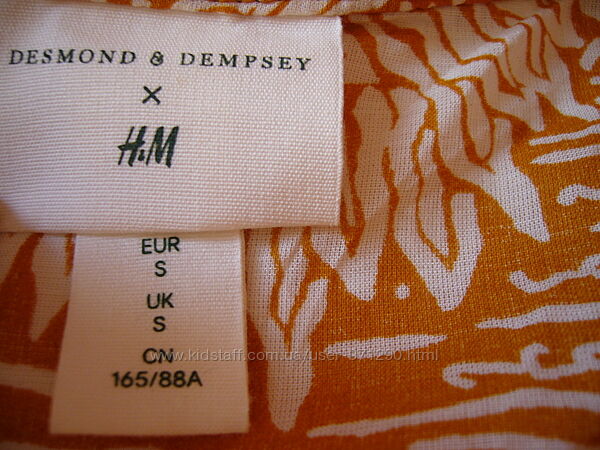 DESMOND & DEMPSEY
X
H&M
EUR
S
UK
S
CN
165/88A